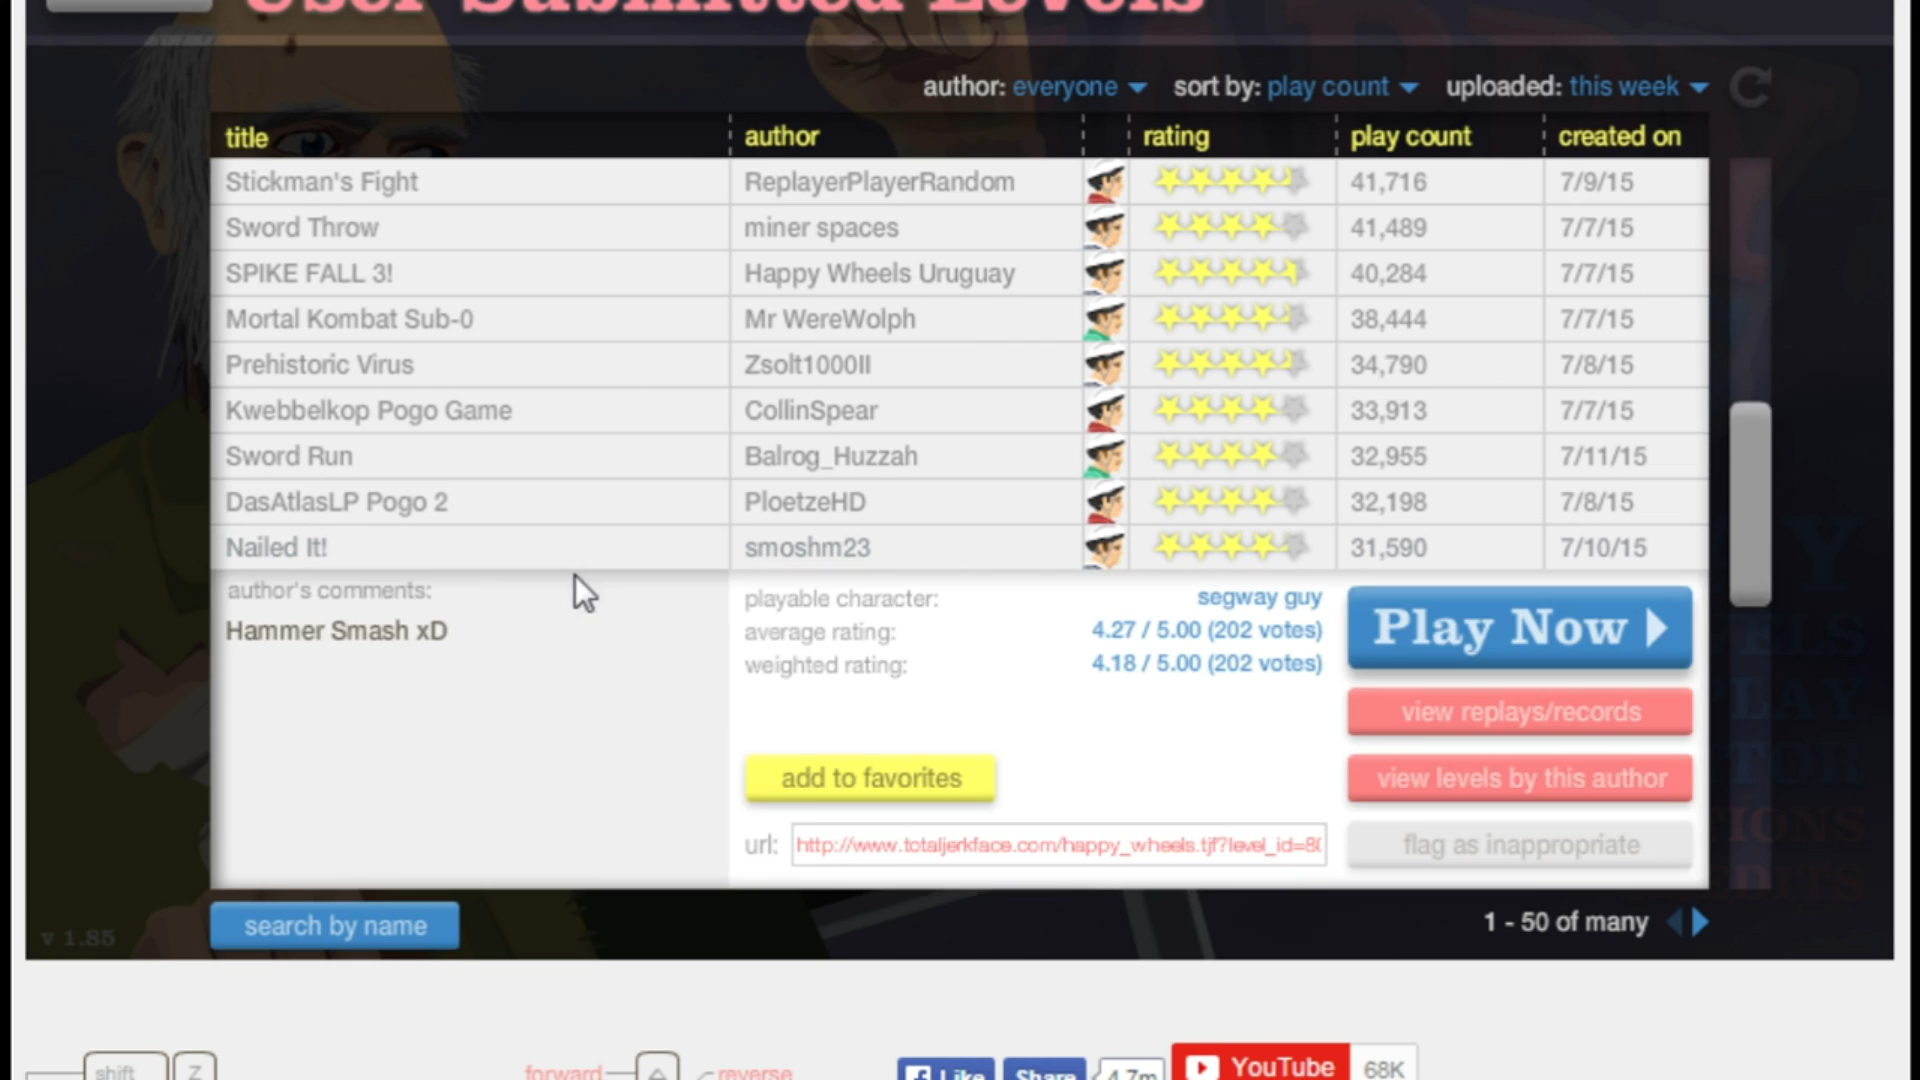 User Submitted Levels
author: everyone sort by: play count uploaded: this week
title author rating play count created on
Stickman's Fight ReplayerPlayerRandom 41,716 7/9/15
Sword Throw miner spaces 41,489 7/7/15
SPIKE FALL 3! Happy Wheels Uruguay 40,284 7/7/15
Mortal Kombat Sub-0 Mr WereWolph 38,444 7/7/15
Prehistoric Virus Zsolt1000II 34,790 7/8/15
Kwebbelkop Pogo Game CollinSpear 33,913 7/7/15
Sword Run Balrog_Huzzah 32,955 7/11/15
DasAtlasLP Pogo 2 PloetzeHD 32,198 7/8/15
Nailed It! smoshm23 31,590 7/10/15
author's comments:
Hammer Smash xD
playable character: segway guy
average rating: 4.27 / 5.00 (202 votes)
weighted rating: 4.18 / 5.00 (202 votes)
Play Now
view replays/records
add to favorites
view levels by this author
url: http://www.totaljerkface.com/happy_wheels.tjf?level_id=8
flag as inappropriate
v 1.85
search by name
1 - 50 of many
shift Z
forward reverse
Like Share 4.7m
YouTube 68K